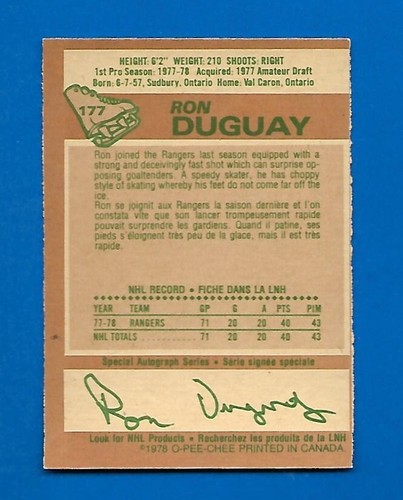 HEIGHT: 6'2" WEIGHT: 210 SHOOTS: RIGHT
1st Pro Season: 1977-78 Acquired: 1977 Amateur Draft
Born: 6-7-57, Sudbury, Ontario Home: Val Caron, Ontario
177
RON
DUGUAY
Ron joined the Rangers last season equipped with a
strong and deceivingly fast shot which can surprise op-
posing goaltenders. A speedy skater, he has choppy
style of skating whereby his feet do not come far off the
ice.
Ron se joignit aux Rangers la saison dernière et l'on
constata vite que son lancer trompeusement rapide
pouvait surprendre les gardiens. Quand il patine, ses
pieds s'éloignent très peu de la glace, mais il est très
rapide.
NHL RECORD • FICHE DANS LA LNH
YEAR TEAM GP G A PTS PIM
77-78 RANGERS 71 20 20 40 43
NHL TOTALS 71 20 20 40 43
Special Autograph Series • Série signée spéciale
Ron Duguay
Look for NHL Products • Recherchez les produits de la LNH
©1978 O-PEE-CHEE PRINTED IN CANADA.